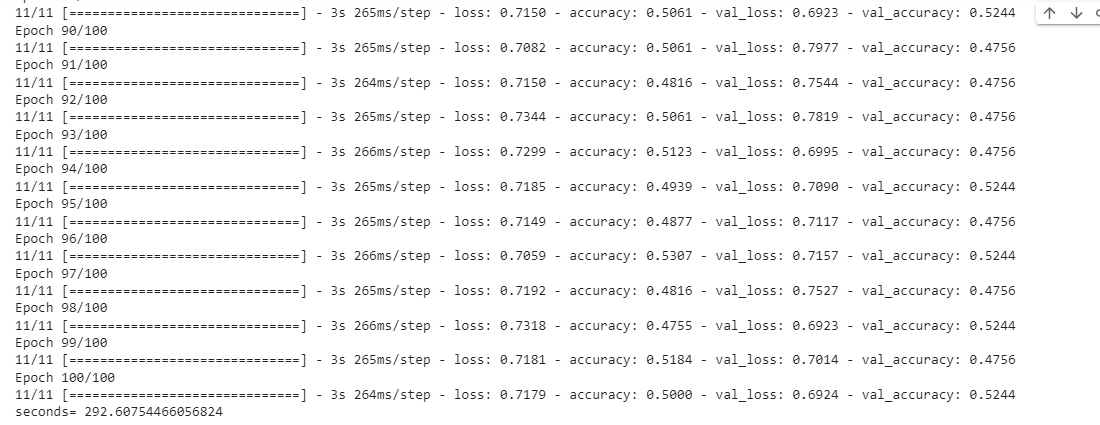 11/11 [==============================] - 3s 265ms/step - loss: 0.7150 - accuracy: 0.5061 - val_loss: 0.6923 - val_accuracy: 0.5244
Epoch 90/100
11/11 [==============================] - 3s 265ms/step - loss: 0.7082 - accuracy: 0.5061 - val_loss: 0.7977 - val_accuracy: 0.4756
Epoch 91/100
11/11 [==============================] - 3s 264ms/step - loss: 0.7150 - accuracy: 0.4816 - val_loss: 0.7544 - val_accuracy: 0.4756
Epoch 92/100
11/11 [==============================] - 3s 265ms/step - loss: 0.7344 - accuracy: 0.5061 - val_loss: 0.7819 - val_accuracy: 0.4756
Epoch 93/100
11/11 [==============================] - 3s 266ms/step - loss: 0.7299 - accuracy: 0.5123 - val_loss: 0.6995 - val_accuracy: 0.4756
Epoch 94/100
11/11 [==============================] - 3s 265ms/step - loss: 0.7185 - accuracy: 0.4939 - val_loss: 0.7090 - val_accuracy: 0.5244
Epoch 95/100
11/11 [==============================] - 3s 265ms/step - loss: 0.7149 - accuracy: 0.4877 - val_loss: 0.7117 - val_accuracy: 0.4756
Epoch 96/100
11/11 [==============================] - 3s 266ms/step - loss: 0.7059 - accuracy: 0.5307 - val_loss: 0.7157 - val_accuracy: 0.5244
Epoch 97/100
11/11 [==============================] - 3s 265ms/step - loss: 0.7192 - accuracy: 0.4816 - val_loss: 0.7527 - val_accuracy: 0.4756
Epoch 98/100
11/11 [==============================] - 3s 266ms/step - loss: 0.7318 - accuracy: 0.4755 - val_loss: 0.6923 - val_accuracy: 0.5244
Epoch 99/100
11/11 [==============================] - 3s 265ms/step - loss: 0.7181 - accuracy: 0.5184 - val_loss: 0.7014 - val_accuracy: 0.4756
Epoch 100/100
11/11 [==============================] - 3s 264ms/step - loss: 0.7179 - accuracy: 0.5000 - val_loss: 0.6924 - val_accuracy: 0.5244
seconds= 292.60754466056824